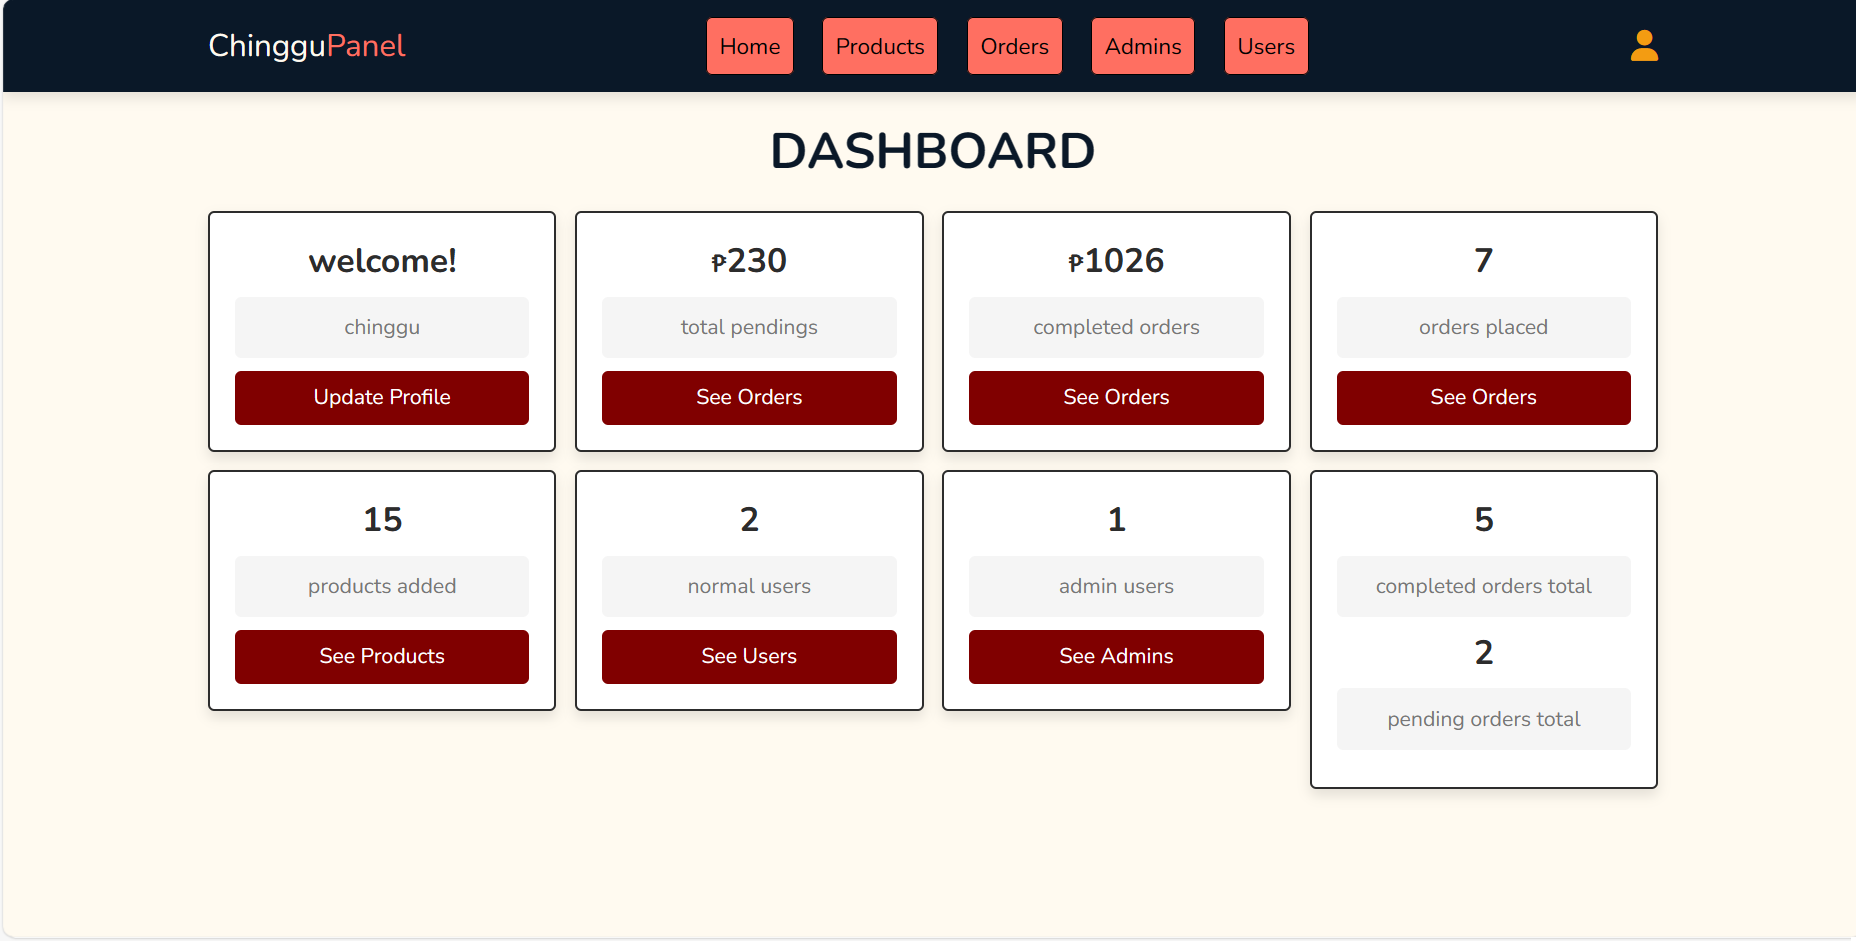 ChingguPanel
Home
Products
Orders
Admins
Users
DASHBOARD
welcome!
chinggu
Update Profile
₱230
total pendings
See Orders
₱1026
completed orders
See Orders
7
orders placed
See Orders
15
products added
See Products
2
normal users
See Users
1
admin users
See Admins
5
completed orders total
2
pending orders total